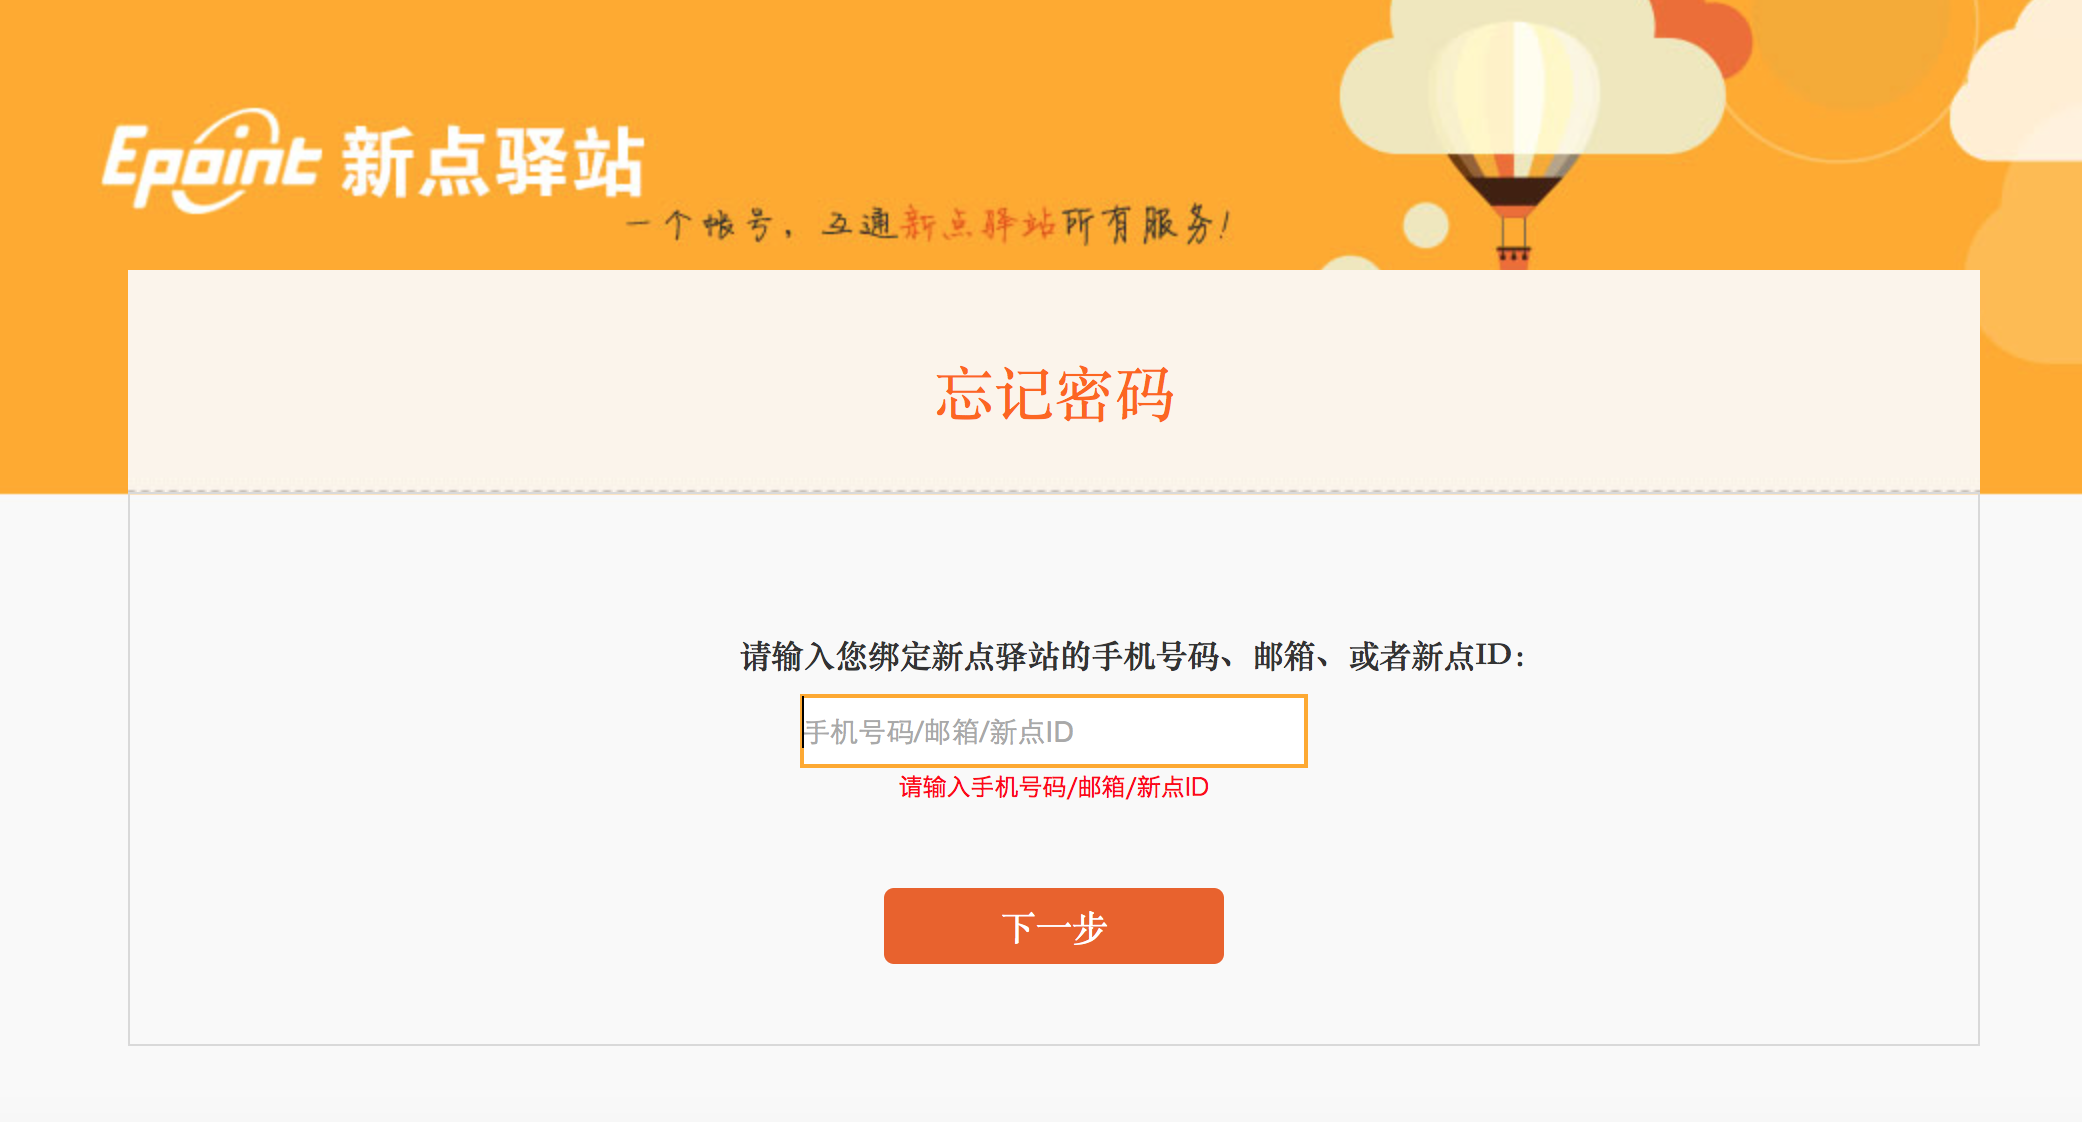 Epoint 新点驿站
一个帐号，互通新点驿站所有服务!
忘记密码
请输入您绑定新点驿站的手机号码、邮箱、或者新点ID：
手机号码/邮箱/新点ID
请输入手机号码/邮箱/新点ID
下一步